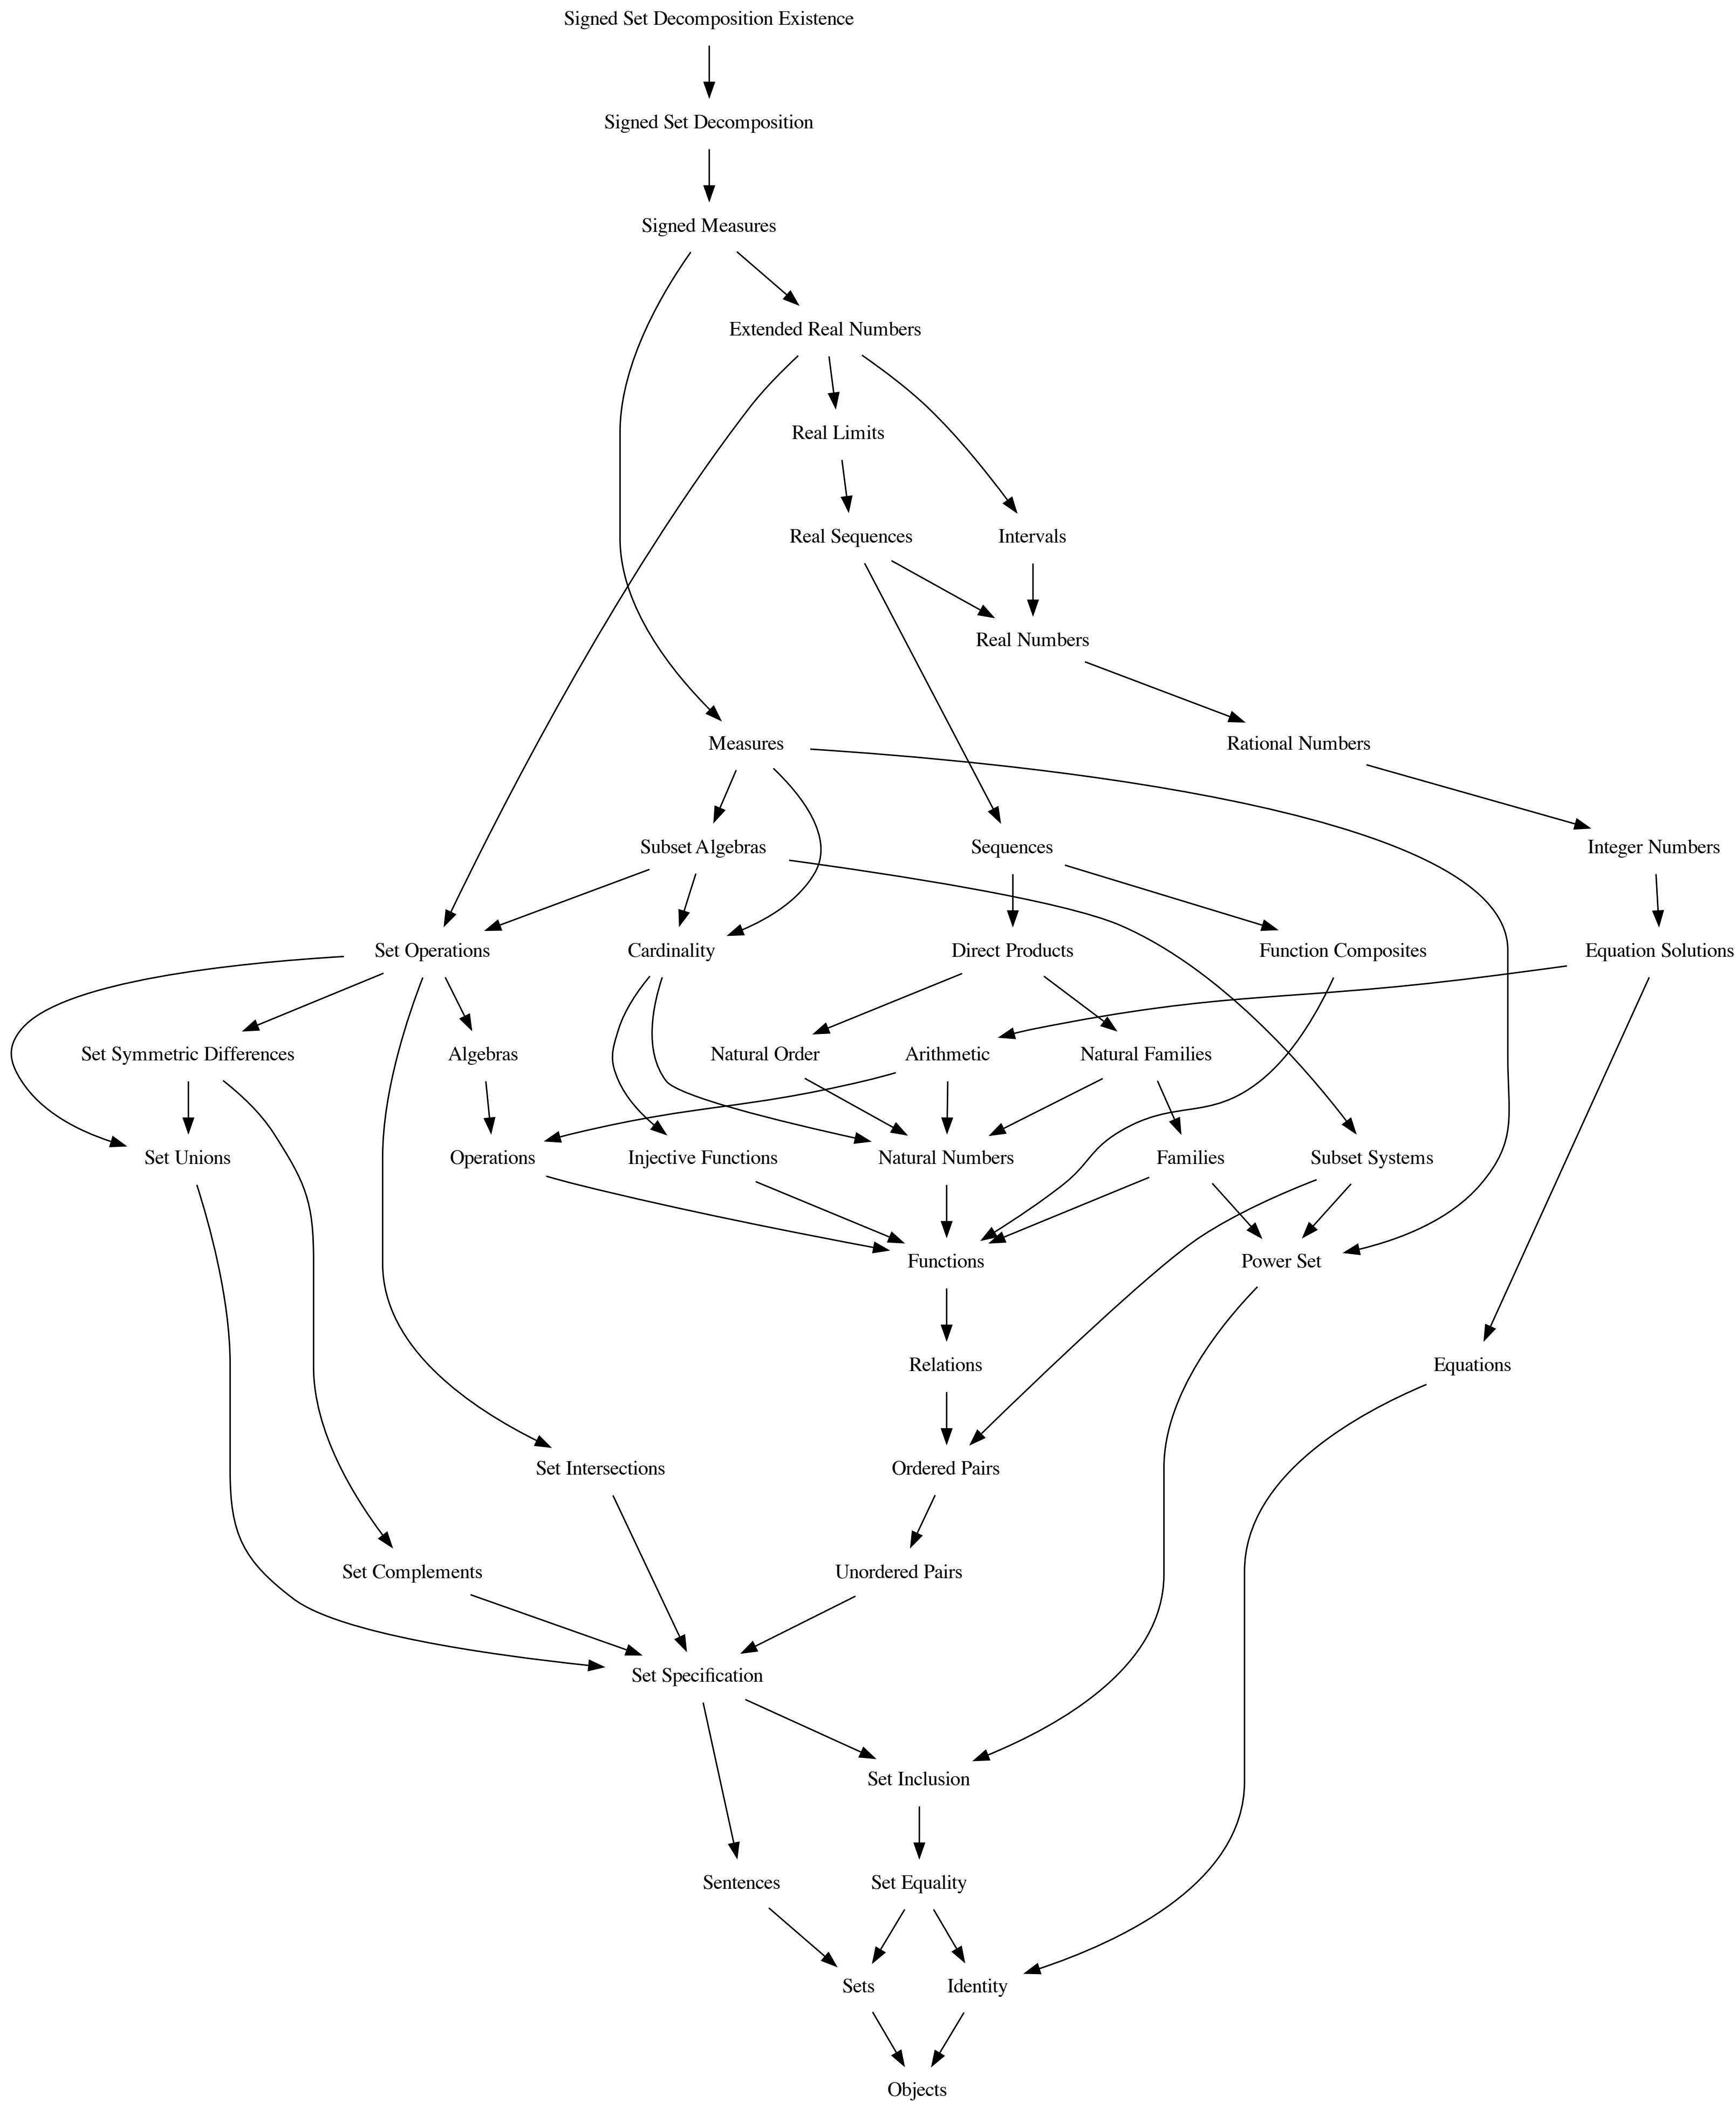 Signed Set Decomposition Existence
Signed Set Decomposition
Signed Measures
Extended Real Numbers
Real Limits
Real Sequences
Intervals
Real Numbers
Measures
Rational Numbers
Subset Algebras
Sequences
Integer Numbers
Set Operations
Cardinality
Direct Products
Function Composites
Equation Solutions
Set Symmetric Differences
Algebras
Natural Order
Arithmetic
Natural Families
Set Unions
Operations
Injective Functions
Natural Numbers
Families
Subset Systems
Functions
Power Set
Relations
Equations
Set Intersections
Ordered Pairs
Set Complements
Unordered Pairs
Set Specification
Set Inclusion
Sentences
Set Equality
Sets
Identity
Objects